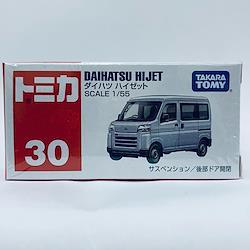 トミカ
30
DAIHATSU HIJET
ダイハツ ハイゼット
SCALE 1/55
TAKARA
TOMY
サスペンション／後部ドア開閉